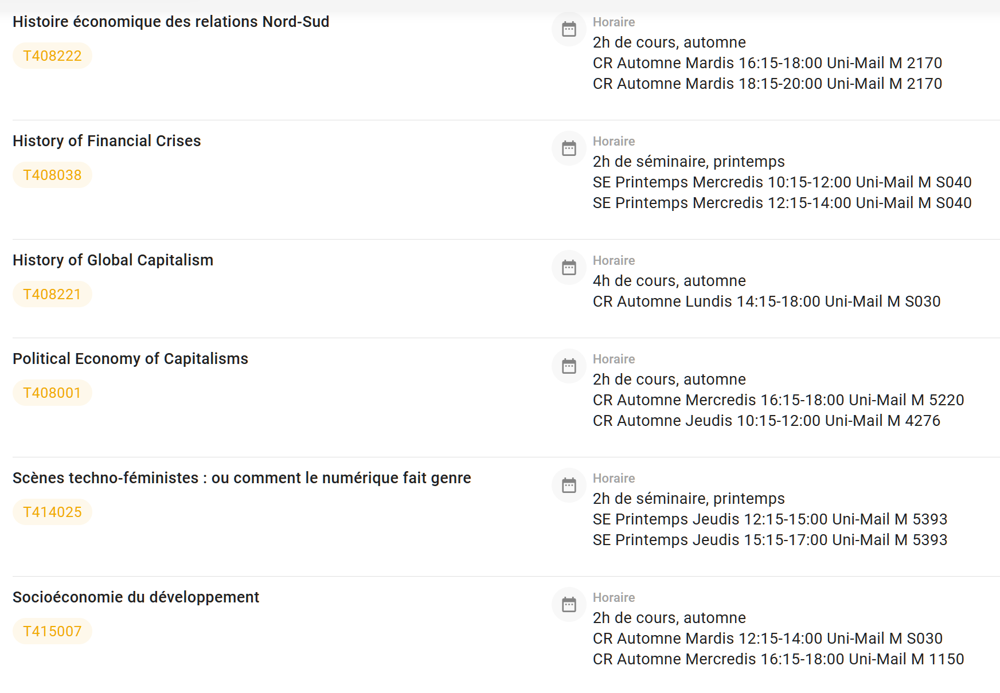 Histoire économique des relations Nord-Sud
T408222
Horaire
2h de cours, automne
CR Automne Mardis 16:15-18:00 Uni-Mail M 2170
CR Automne Mardis 18:15-20:00 Uni-Mail M 2170
History of Financial Crises
T408038
Horaire
2h de séminaire, printemps
SE Printemps Mercredis 10:15-12:00 Uni-Mail M S040
SE Printemps Mercredis 12:15-14:00 Uni-Mail M S040
History of Global Capitalism
T408221
Horaire
4h de cours, automne
CR Automne Lundis 14:15-18:00 Uni-Mail M S030
Political Economy of Capitalisms
T408001
Horaire
2h de cours, automne
CR Automne Mercredis 16:15-18:00 Uni-Mail M 5220
CR Automne Jeudis 10:15-12:00 Uni-Mail M 4276
Scènes techno-féministes : ou comment le numérique fait genre
T414025
Horaire
2h de séminaire, printemps
SE Printemps Jeudis 12:15-15:00 Uni-Mail M 5393
SE Printemps Jeudis 15:15-17:00 Uni-Mail M 5393
Socioéconomie du développement
T415007
Horaire
2h de cours, automne
CR Automne Mardis 12:15-14:00 Uni-Mail M S030
CR Automne Mercredis 16:15-18:00 Uni-Mail M 1150